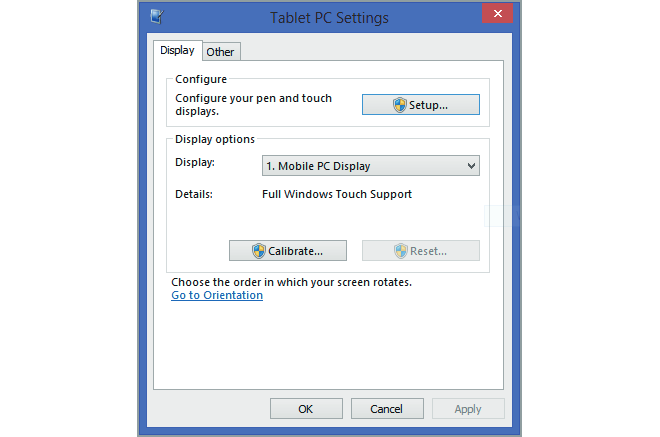 Tablet PC Settings
Display Other
Configure
Configure your pen and touch
displays.
Setup...
Display options
Display: 1. Mobile PC Display
Details: Full Windows Touch Support
Calibrate... Reset...
Choose the order in which your screen rotates.
Go to Orientation
OK Cancel Apply